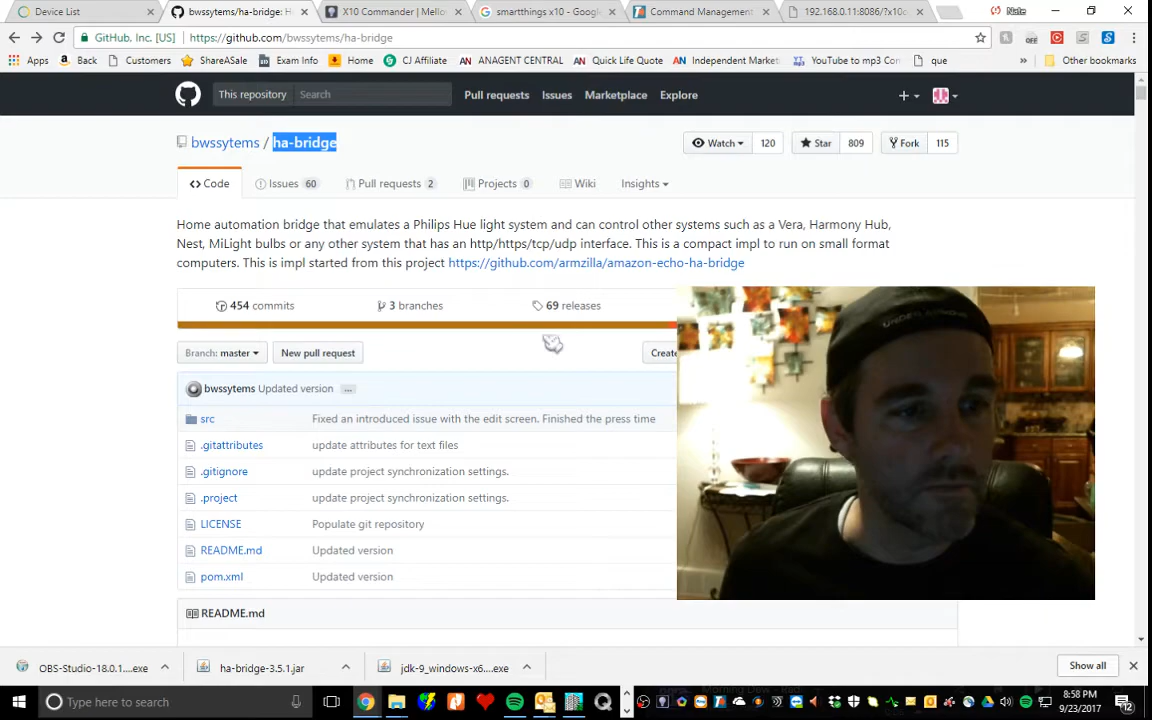 Device List
bwssytems/ha-bridge: H
X10 Commander | Mello
smartthings x10 - Googl
Command Management
192.168.0.11:8086/?x10c
Nate
GitHub, Inc. [US] https://github.com/bwssytems/ha-bridge
OFF
Apps Back Customers ShareASale Exam Info Home CJ Affiliate ANAGENT CENTRAL Quick Life Quote Independent Market YouTube to mp3 Con que » Other bookmarks
This repository Search Pull requests Issues Marketplace Explore
bwssytems / ha-bridge
Watch 120 Star 809 Fork 115
Code Issues 60 Pull requests 2 Projects 0 Wiki Insights
Home automation bridge that emulates a Philips Hue light system and can control other systems such as a Vera, Harmony Hub,
Nest, MiLight bulbs or any other system that has an http/https/tcp/udp interface. This is a compact impl to run on small format
computers. This is impl started from this project https://github.com/armzilla/amazon-echo-ha-bridge
454 commits 3 branches 69 releases
Branch: master New pull request Create
bwssytems Updated version ...
src Fixed an introduced issue with the edit screen. Finished the press time
.gitattributes update attributes for text files
.gitignore update project synchronization settings.
.project update project synchronization settings.
LICENSE Populate git repository
README.md Updated version
pom.xml Updated version
README.md
OBS-Studio-18.0.1....exe ha-bridge-3.5.1.jar jdk-9_windows-x6....exe Show all
Type here to search
8:58 PM
9/23/2017
12